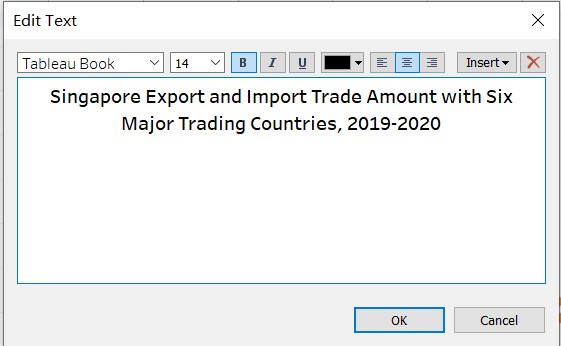 Edit Text
Tableau Book 14 B I U Insert
Singapore Export and Import Trade Amount with Six
Major Trading Countries, 2019-2020
OK Cancel